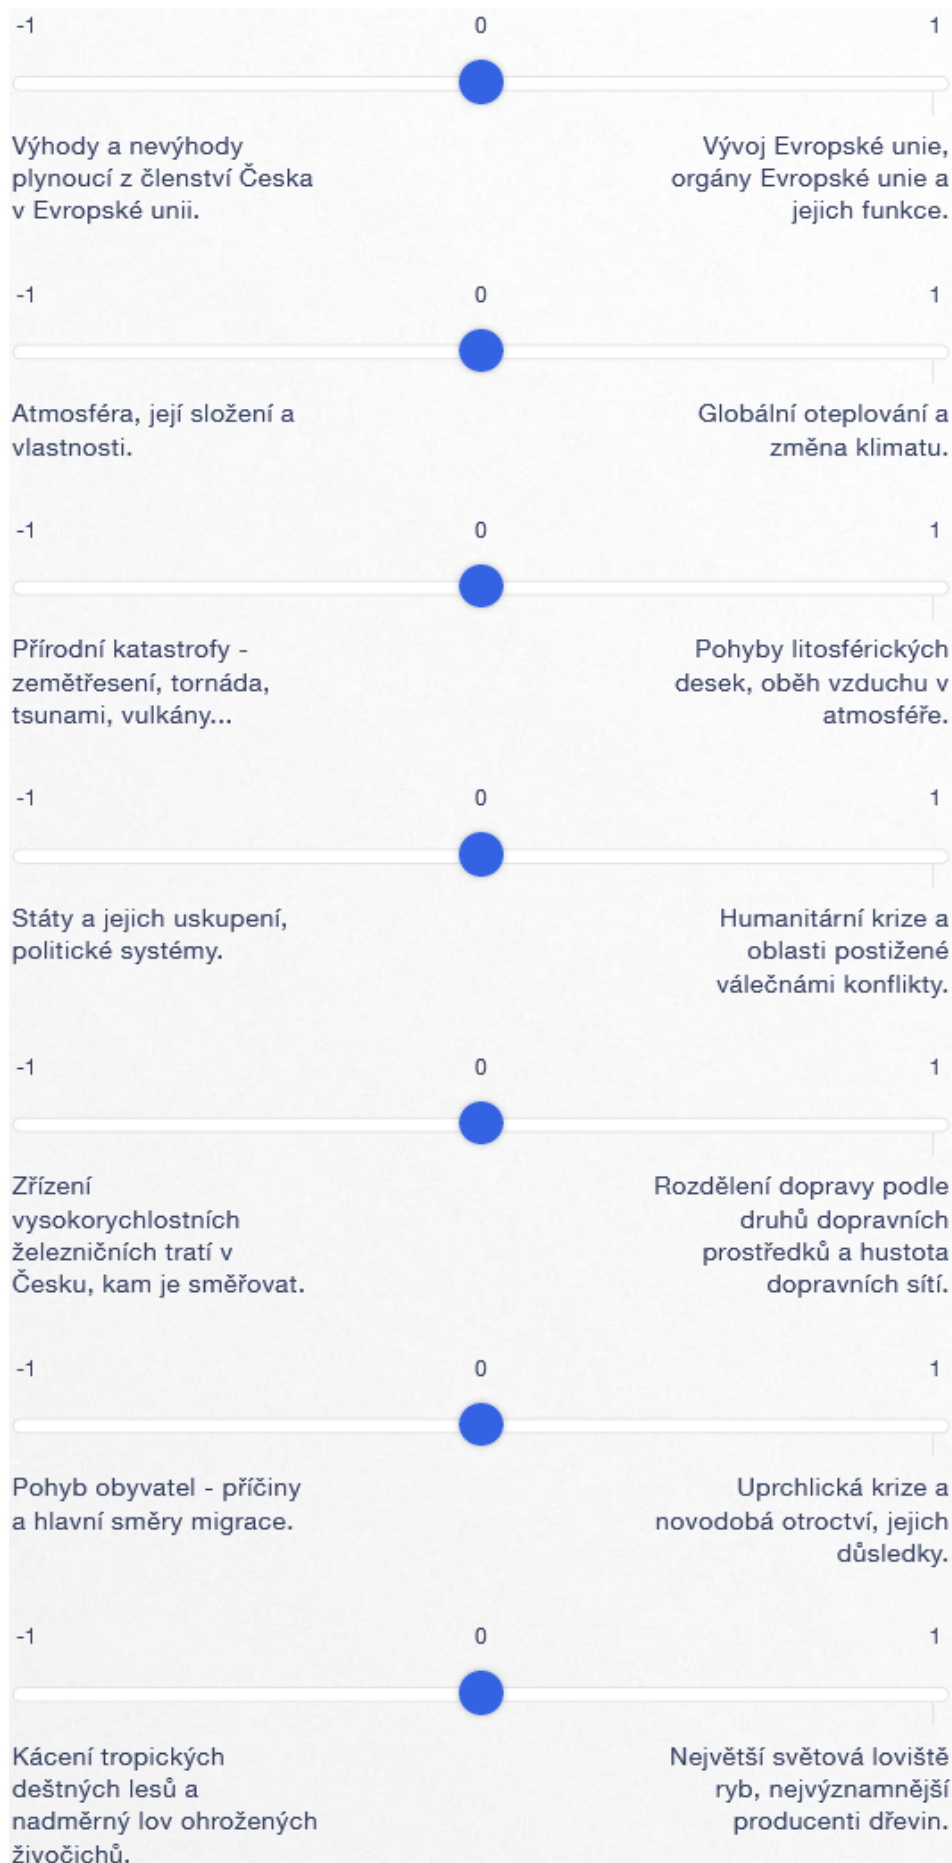 -1 0 1
Výhody a nevýhody
plynoucí z členství Česka
v Evropské unii.
Vývoj Evropské unie,
orgány Evropské unie a
jejich funkce.
-1 0 1
Atmosféra, její složení a
vlastnosti.
Globální oteplování a
změna klimatu.
-1 0 1
Přírodní katastrofy -
zemětřesení, tornáda,
tsunami, vulkány...
Pohyby litosférických
desek, oběh vzduchu v
atmosféře.
-1 0 1
Státy a jejich uskupení,
politické systémy.
Humanitární krize a
oblasti postižené
válečnámi konflikty.
-1 0 1
Zřízení
vysokorychlostních
železničních tratí v
Česku, kam je směřovat.
Rozdělení dopravy podle
druhů dopravních
prostředků a hustota
dopravních sítí.
-1 0 1
Pohyb obyvatel - příčiny
a hlavní směry migrace.
Uprchlická krize a
novodobá otroctví, jejich
důsledky.
-1 0 1
Kácení tropických
deštných lesů a
nadměrný lov ohrožených
živočichů.
Největší světová loviště
ryb, nejvýznamnější
producenti dřevin.